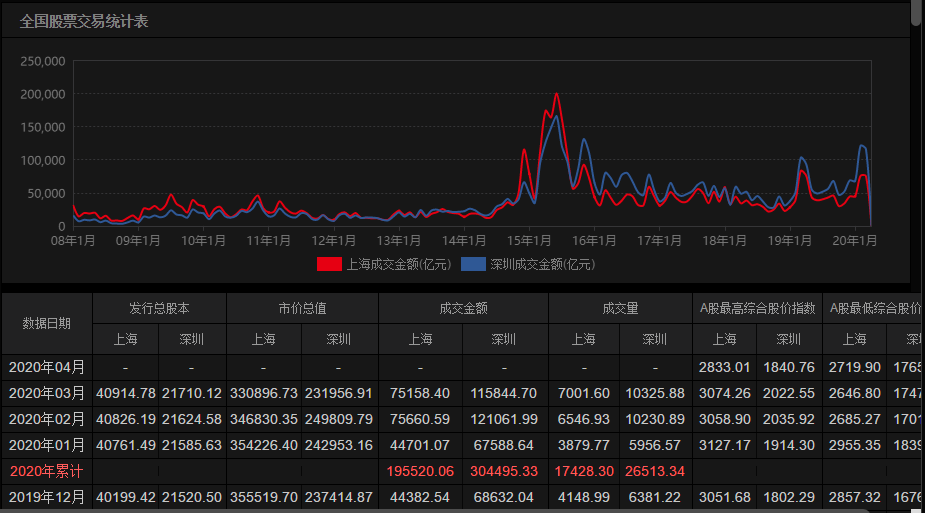 全国股票交易统计表
250,000
200,000
150,000
100,000
50,000
0
08年1月 09年1月 10年1月 11年1月 12年1月 13年1月 14年1月 15年1月 16年1月 17年1月 18年1月 19年1月 20年1月
上海成交金额(亿元) 深圳成交金额(亿元)
数据日期 发行总股本 市价总值 成交金额 成交量 A股最高综合股价指数 A股最低综合股价
上海 深圳 上海 深圳 上海 深圳 上海 深圳 上海 深圳 上海 深
2020年04月 - - - - - - - - 2833.01 1840.76 2719.90 1765
2020年03月 40914.78 21710.12 330896.73 231956.91 75158.40 115844.70 7001.60 10325.88 3074.26 2022.55 2646.80 1747
2020年02月 40826.19 21624.58 346830.35 249809.79 75660.59 121061.99 6546.93 10230.89 3058.90 2035.92 2685.27 1701
2020年01月 40761.49 21585.63 354226.40 242953.16 44701.07 67588.64 3879.77 5956.57 3127.17 1914.30 2955.35 1839
2020年累计 195520.06 304495.33 17428.30 26513.34
2019年12月 40199.42 21520.50 355519.70 237414.87 44382.54 68632.04 4148.99 6381.22 3051.68 1802.29 2857.32 1676